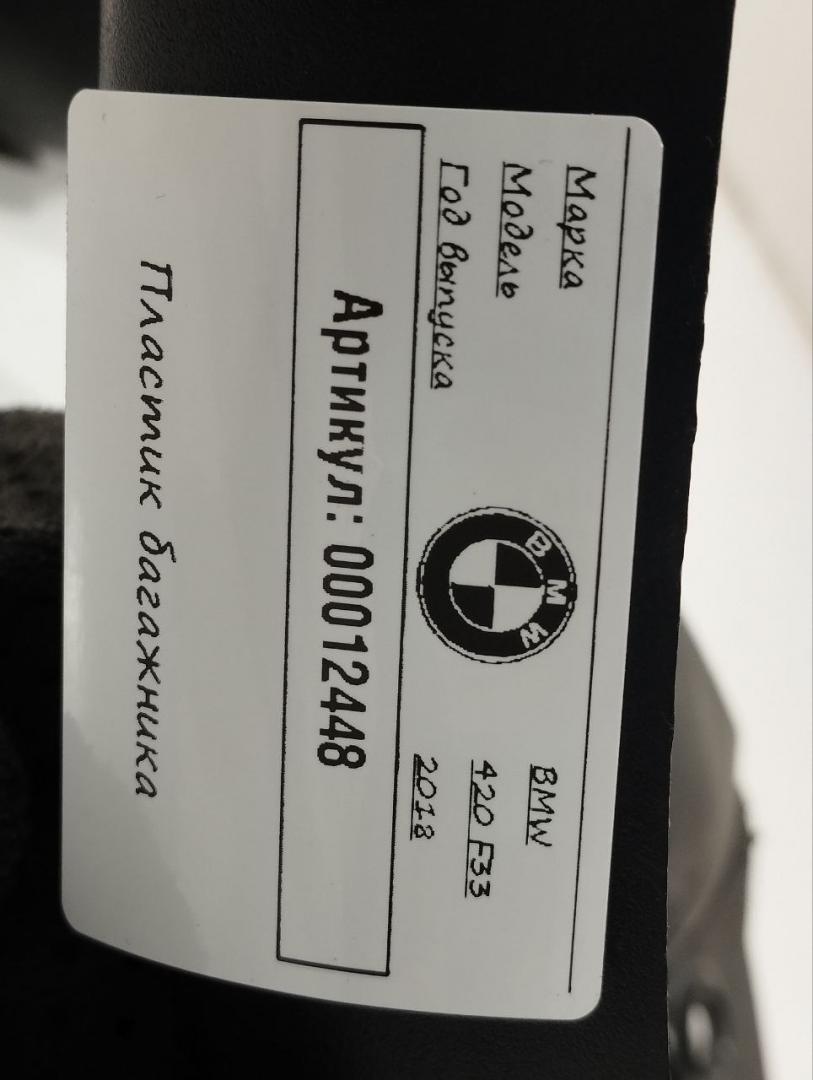 Марка BMW
Модель 420 F33
Год выпуска 2018
BMW
Артикул: 00012448
Пластик багажника